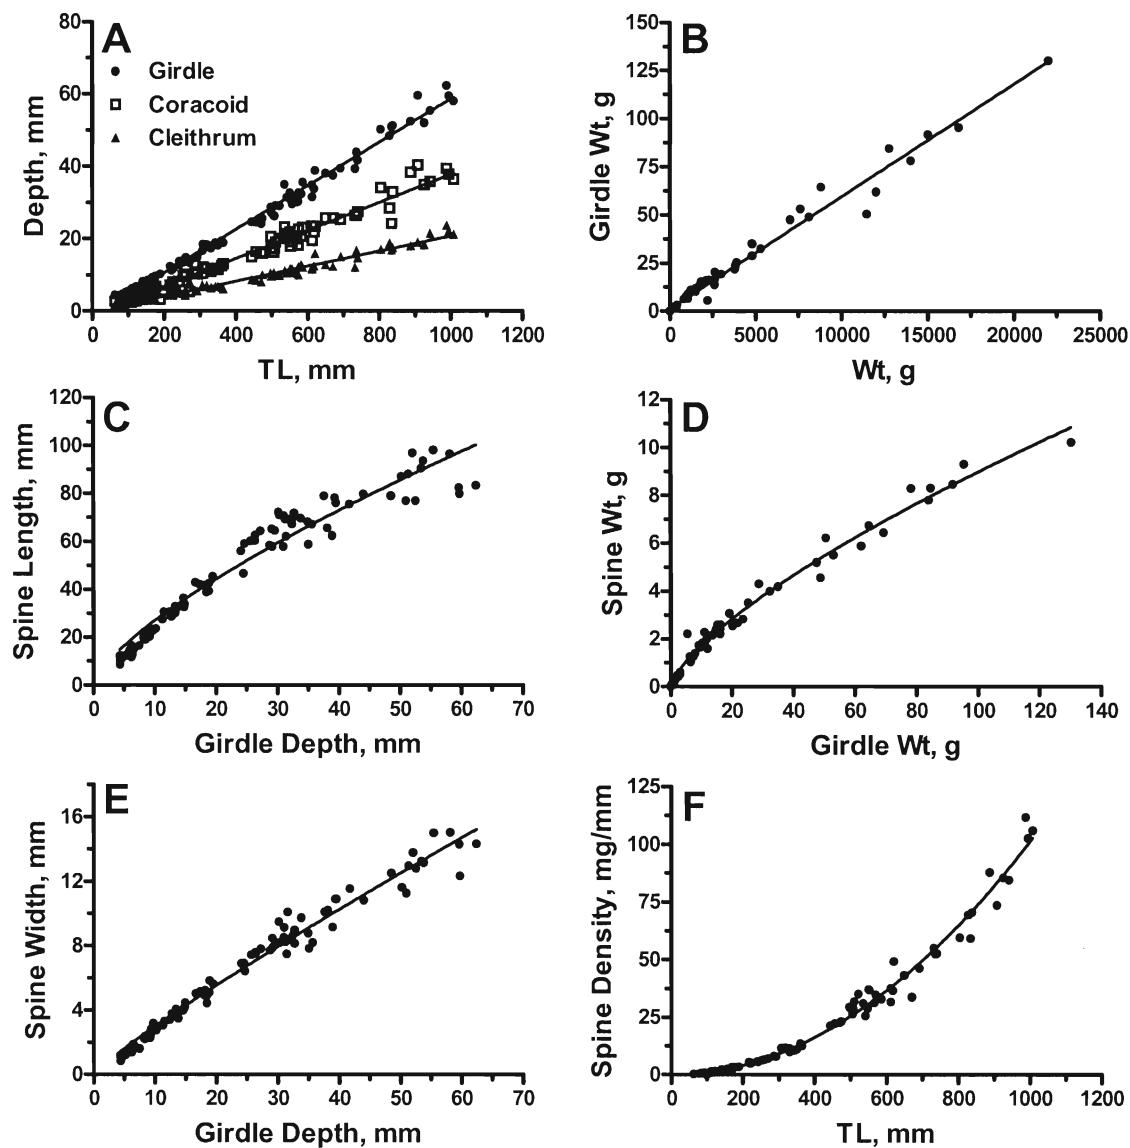 A
Girdle
Coracoid
Cleithrum
Depth, mm
80
60
40
20
0
0 200 400 600 800 1000 1200
TL, mm
B
Girdle Wt, g
150
125
100
75
50
25
0
0 5000 10000 15000 20000 25000
Wt, g
C
Spine Length, mm
120
100
80
60
40
20
0
0 10 20 30 40 50 60 70
Girdle Depth, mm
D
Spine Wt, g
12
10
8
6
4
2
0
0 20 40 60 80 100 120 140
Girdle Wt, g
E
Spine Width, mm
16
12
8
4
0
0 10 20 30 40 50 60 70
Girdle Depth, mm
F
Spine Density, mg/mm
125
100
75
50
25
0
0 200 400 600 800 1000 1200
TL, mm